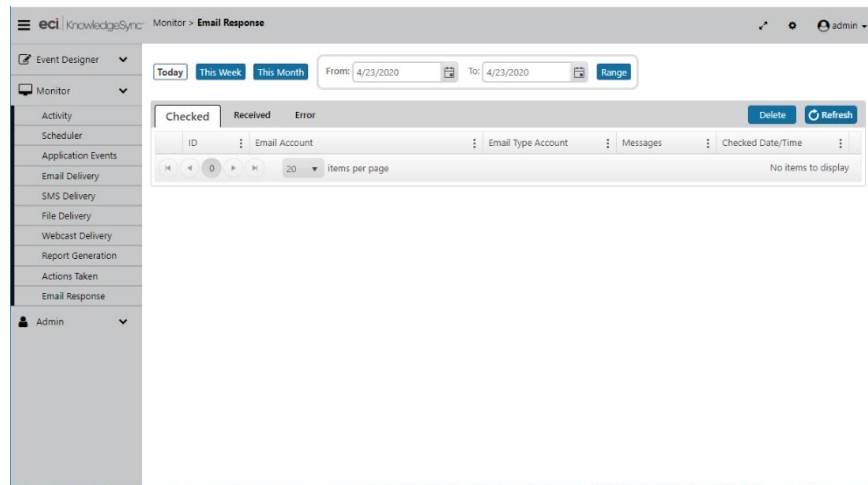 eci KnowledgeSync Monitor > Email Response admin
Event Designer
Today This Week This Month From: 4/23/2020 To: 4/23/2020 Range
Monitor
Activity
Scheduler
Application Events
Email Delivery
SMS Delivery
File Delivery
Webcast Delivery
Report Generation
Actions Taken
Email Response
Admin
Checked Received Error Delete Refresh
ID Email Account Email Type Account Messages Checked Date/Time
0 20 items per page No items to display